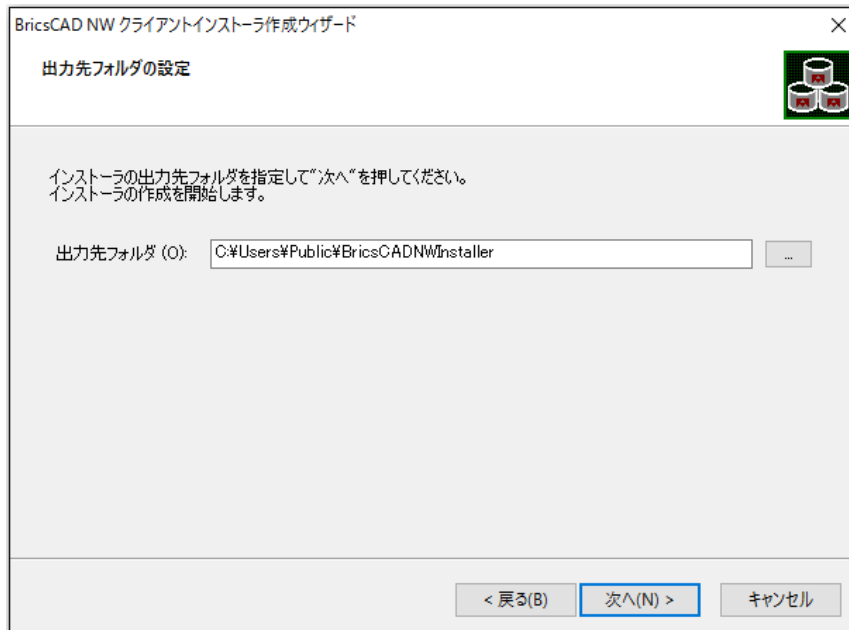 BricsCAD NW クライアントインストーラ作成ウィザード
出力先フォルダの設定
インストーラの出力先フォルダを指定して"次へ"を押してください。
インストーラの作成を開始します。
出力先フォルダ(O): C:¥Users¥Public¥BricsCADNWInstaller ...
< 戻る(B) 次へ(N) > キャンセル